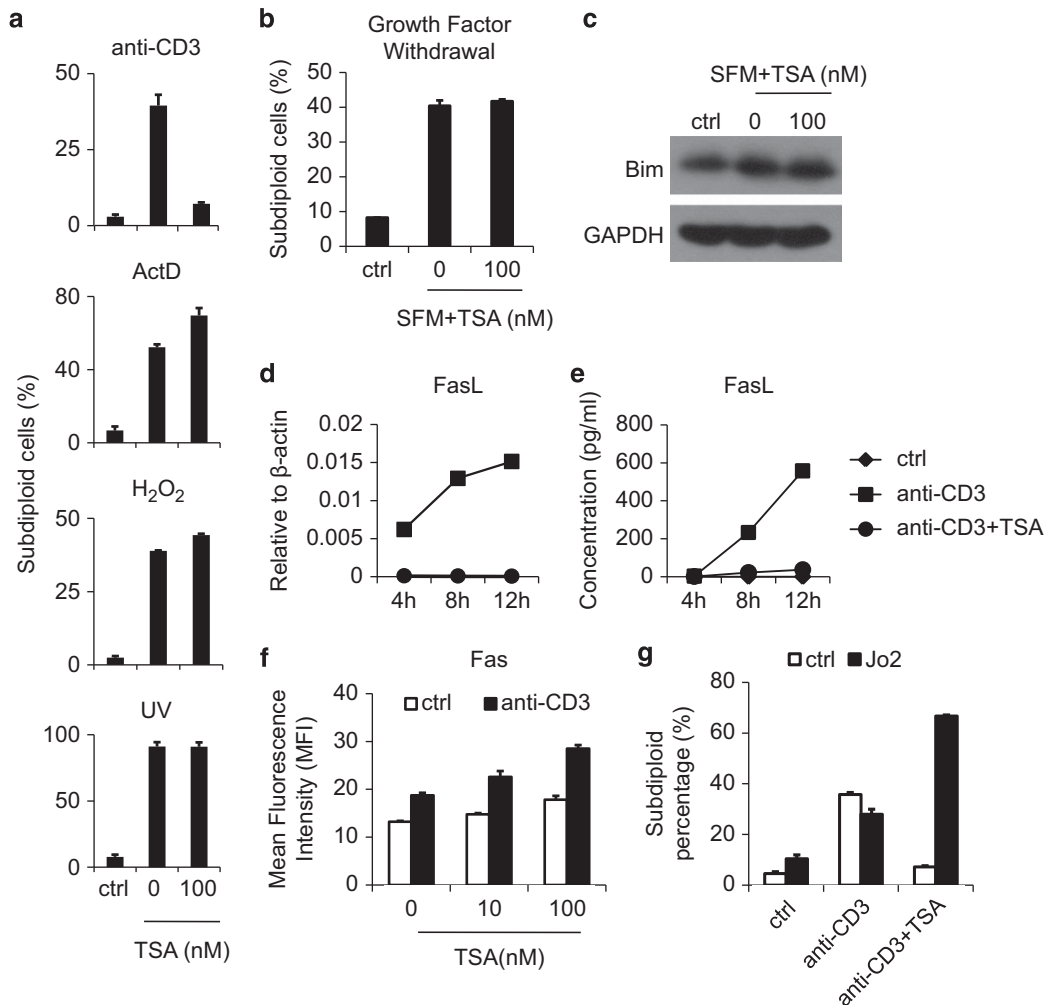 a
anti-CD3
50
25
0
ActD
80
40
0
H2O2
50
25
0
UV
100
50
0
ctrl 0 100
TSA (nM)
Subdiploid cells (%)
b
Growth Factor
Withdrawal
Subdiploid cells (%)
50
40
30
20
10
0
ctrl 0 100
SFM+TSA (nM)
c
SFM+TSA (nM)
ctrl 0 100
Bim
GAPDH
d
FasL
Relative to β-actin
0.02
0.015
0.01
0.005
0
4h 8h 12h
e
FasL
Concentration (pg/ml)
800
600
400
200
0
4h 8h 12h
ctrl
anti-CD3
anti-CD3+TSA
f
Fas
Mean Fluorescence
Intensity (MFI)
40
30
20
10
0
ctrl anti-CD3
0 10 100
TSA(nM)
g
ctrl Jo2
Subdiploid
percentage (%)
80
60
40
20
0
ctrl
anti-CD3
anti-CD3+TSA